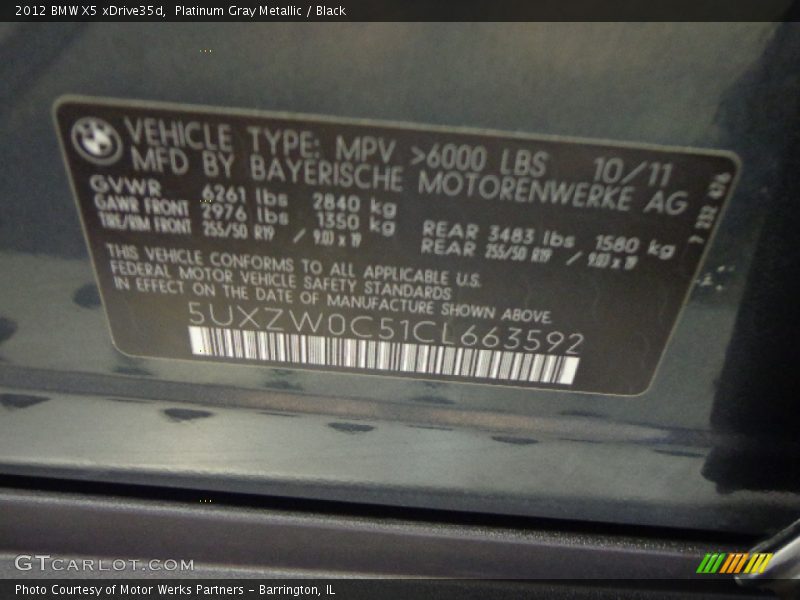 2012 BMW X5 xDrive35d, Platinum Gray Metallic / Black
BMW
VEHICLE TYPE: MPV >6000 LBS 10/11
MFD BY BAYERISCHE MOTORENWERKE AG
GVWR 6261 lbs 2840 kg
GAWR FRONT 2976 lbs 1350 kg REAR 3483 lbs 1580 kg
TIRE/RIM FRONT 255/50 R19 / 9.0J x 19 REAR 255/50 R19 / 9.0J x 19
THIS VEHICLE CONFORMS TO ALL APPLICABLE U.S.
FEDERAL MOTOR VEHICLE SAFETY STANDARDS
IN EFFECT ON THE DATE OF MANUFACTURE SHOWN ABOVE.
5UXZW0C51CL663592
7 232 676
GTCARLOT.COM
Photo Courtesy of Motor Werks Partners - Barrington, IL